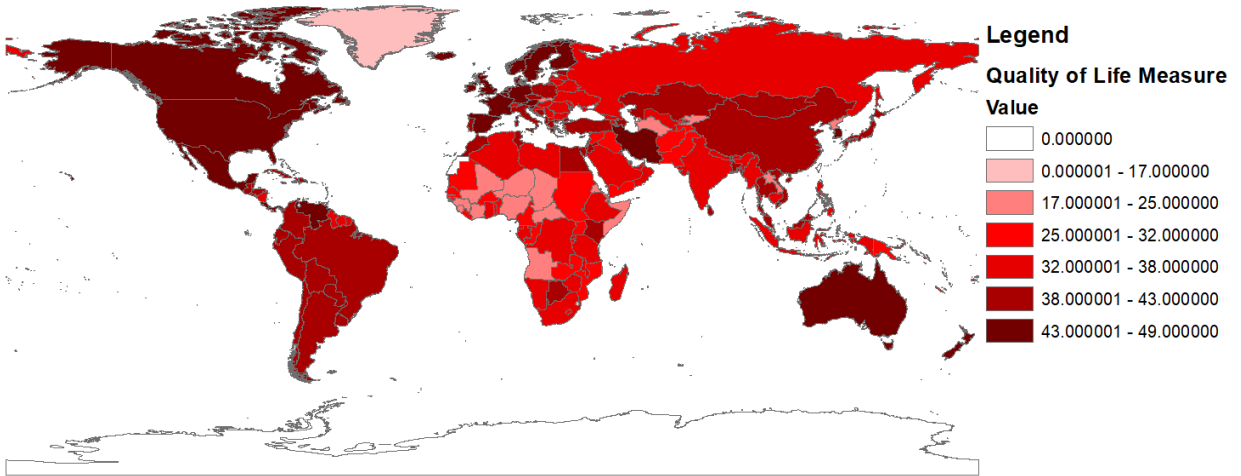 Legend
Quality of Life Measure
Value
0.000000
0.000001 - 17.000000
17.000001 - 25.000000
25.000001 - 32.000000
32.000001 - 38.000000
38.000001 - 43.000000
43.000001 - 49.000000